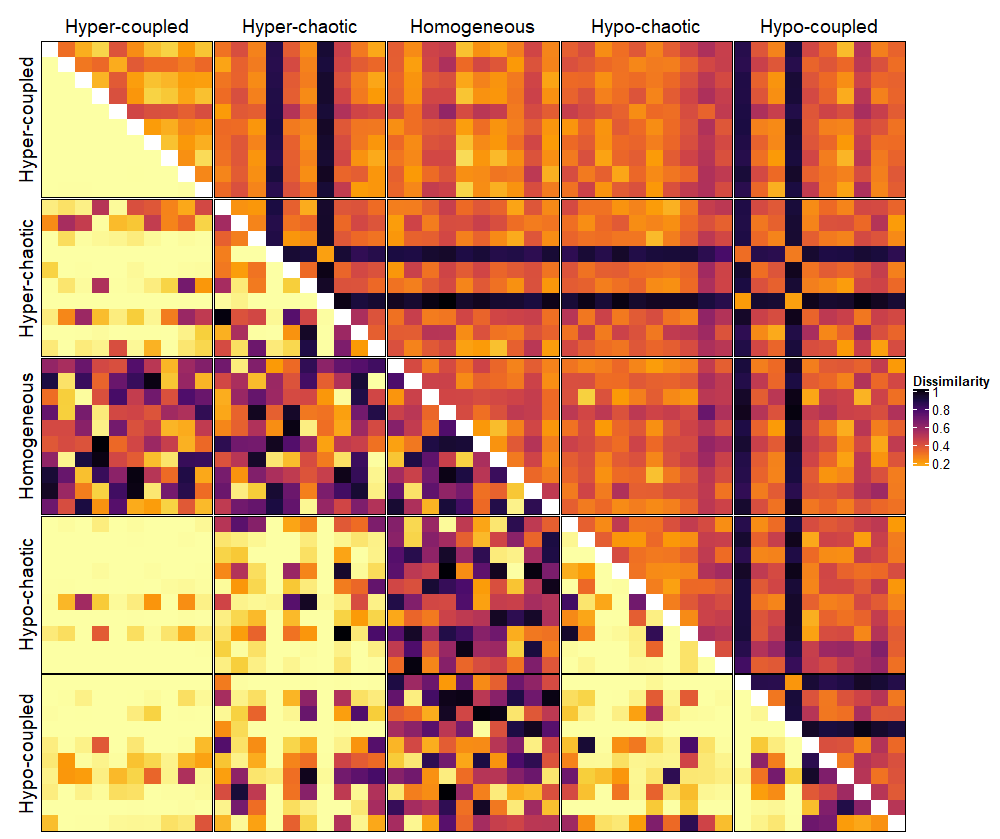 Hyper-coupled Hyper-chaotic Homogeneous Hypo-chaotic Hypo-coupled
Hyper-coupled
Hyper-chaotic
Homogeneous
Hypo-chaotic
Hypo-coupled
Dissimilarity
1
0.8
0.6
0.4
0.2